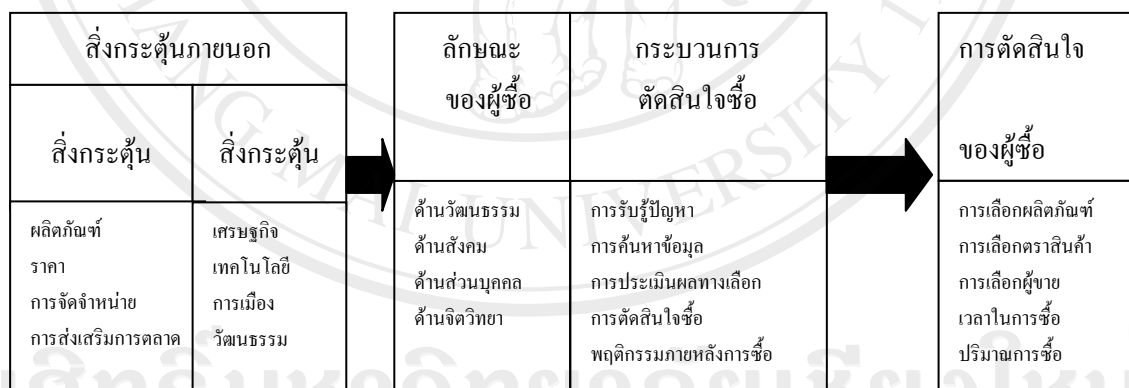 สิ่งกระตุ้นภายนอก
สิ่งกระตุ้น
สิ่งกระตุ้น
ผลิตภัณฑ์
ราคา
การจัดจำหน่าย
การส่งเสริมการตลาด
เศรษฐกิจ
เทคโนโลยี
การเมือง
วัฒนธรรม
ลักษณะ
ของผู้ซื้อ
กระบวนการ
ตัดสินใจซื้อ
ด้านวัฒนธรรม
ด้านสังคม
ด้านส่วนบุคคล
ด้านจิตวิทยา
การรับรู้ปัญหา
การค้นหาข้อมูล
การประเมินผลทางเลือก
การตัดสินใจซื้อ
พฤติกรรมภายหลังการซื้อ
การตัดสินใจ
ของผู้ซื้อ
การเลือกผลิตภัณฑ์
การเลือกตราสินค้า
การเลือกผู้ขาย
เวลาในการซื้อ
ปริมาณการซื้อ
ANG MAI UNIVERSITY 1